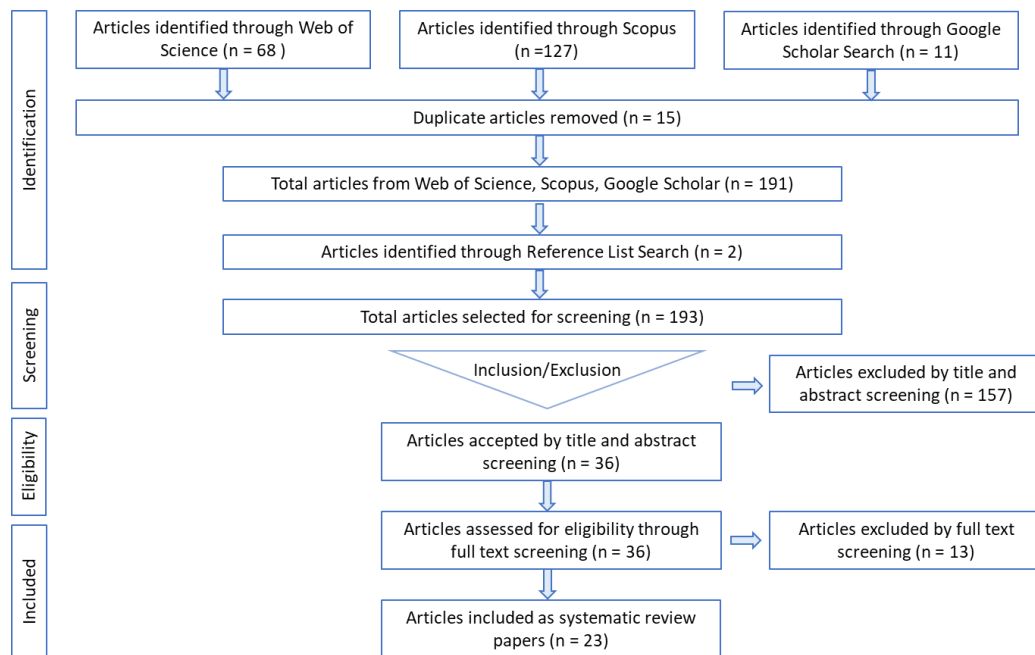 Identification
Articles identified through Web of
Science (n = 68 )
Articles identified through Scopus
(n =127)
Articles identified through Google
Scholar Search (n = 11)
Duplicate articles removed (n = 15)
Total articles from Web of Science, Scopus, Google Scholar (n = 191)
Articles identified through Reference List Search (n = 2)
Screening
Total articles selected for screening (n = 193)
Inclusion/Exclusion
Articles excluded by title and
abstract screening (n = 157)
Eligibility
Articles accepted by title and abstract
screening (n = 36)
Included
Articles assessed for eligibility through
full text screening (n = 36)
Articles excluded by full text
screening (n = 13)
Articles included as systematic review
papers (n = 23)